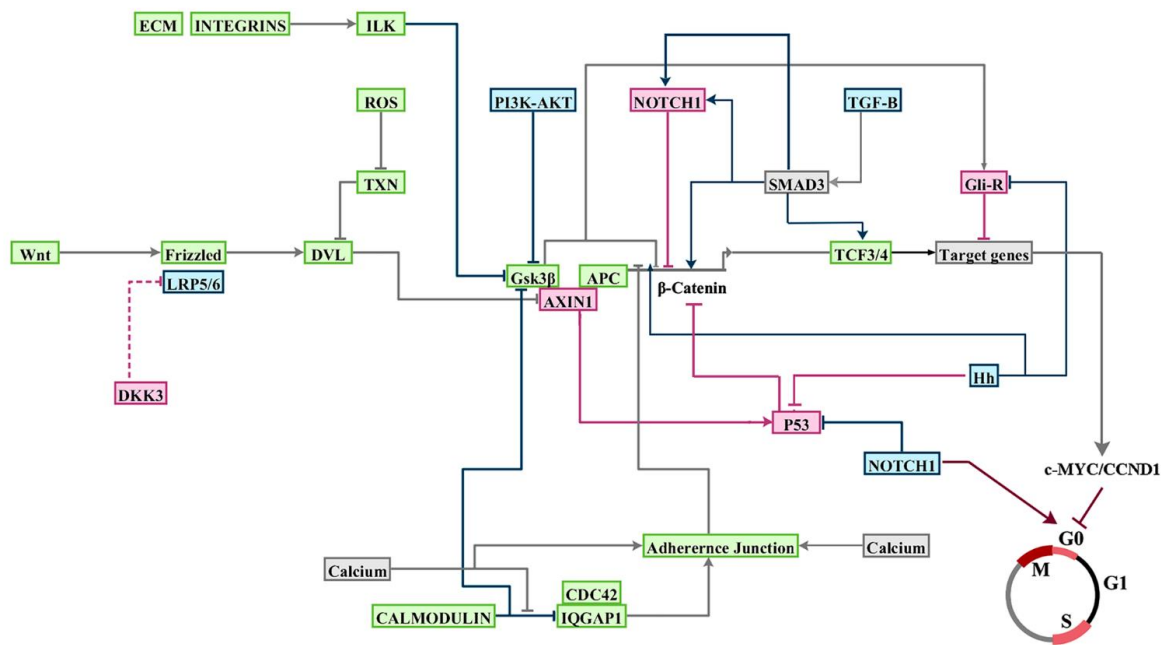 ECM
INTEGRINS
ILK
ROS
PI3K-AKT
NOTCH1
TGF-B
TXN
SMAD3
Gli-R
Wnt
Frizzled
DVL
TCF3/4
Target genes
LRP5/6
Gsk3β
APC
β-Catenin
AXIN1
DKK3
Hh
P53
NOTCH1
c-MYC/CCND1
Adherernce Junction
Calcium
Calcium
G0
M
G1
CDC42
CALMODULIN
IQGAP1
S